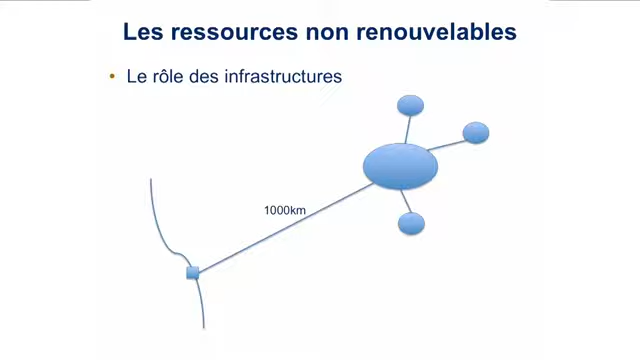 Les ressources non renouvelables
• Le rôle des infrastructures
1000km